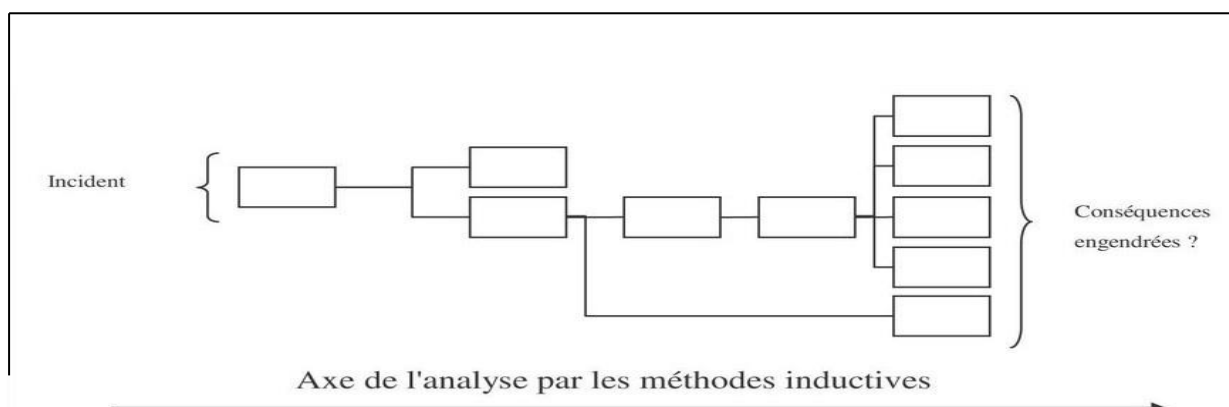 Incident
Conséquences
engendrées ?
Axe de l'analyse par les méthodes inductives